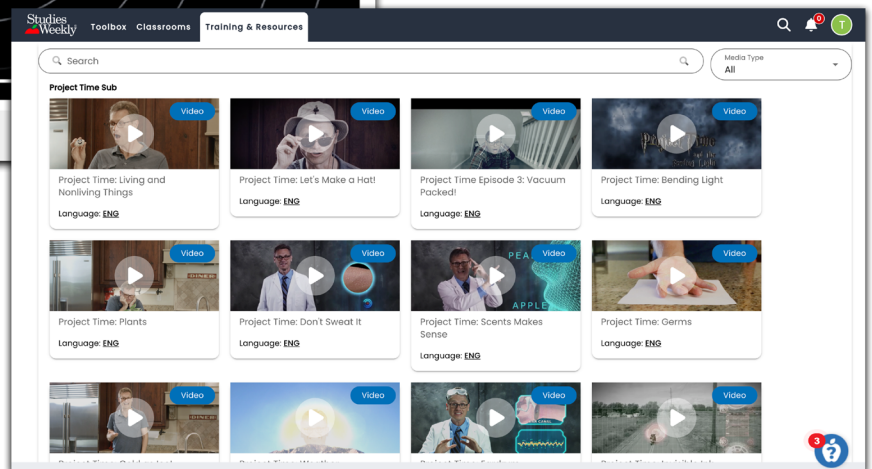 Studies
Weekly
Toolbox
Classrooms
Training & Resources
0
T
Search
Media Type
All
Project Time Sub
Video
Video
Video
Video
Project Time: Living and
Nonliving Things
Language: ENG
Project Time: Let's Make a Hat!
Language: ENG
Project Time Episode 3: Vacuum
Packed!
Language: ENG
Project Time: Bending Light
Language: ENG
Video
Video
PEA
Video
APPLE
Video
Project Time: Plants
Language: ENG
Project Time: Don't Sweat It
Language: ENG
Project Time: Scents Makes
Sense
Language: ENG
Project Time: Germs
Language: ENG
Video
Video
Video
Video
3
?